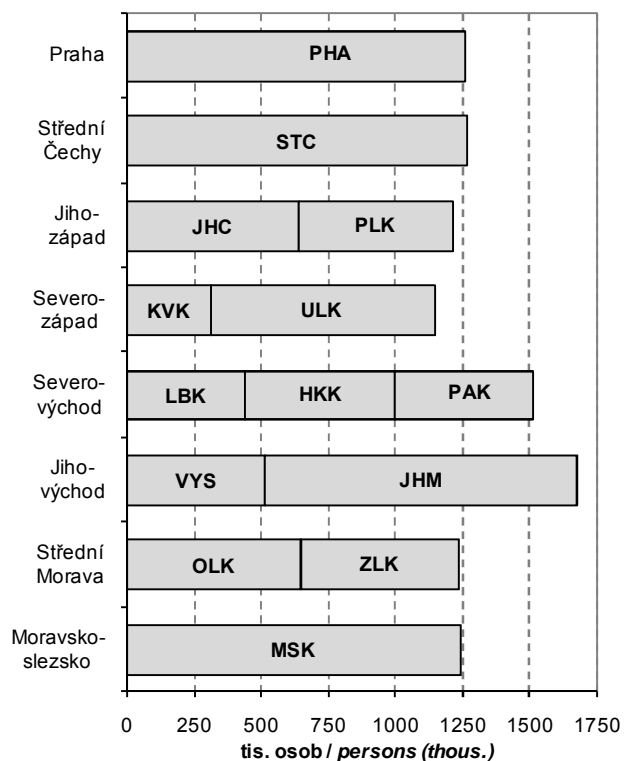 Praha
PHA
Střední
Čechy
STC
Jiho-
západ
JHC PLK
Severo-
západ
KVK ULK
Severo-
východ
LBK HKK PAK
Jiho-
východ
VYS JHM
Střední
Morava
OLK ZLK
Moravsko-
slezsko
MSK
0 250 500 750 1000 1250 1500 1750
tis. osob / persons (thous.)